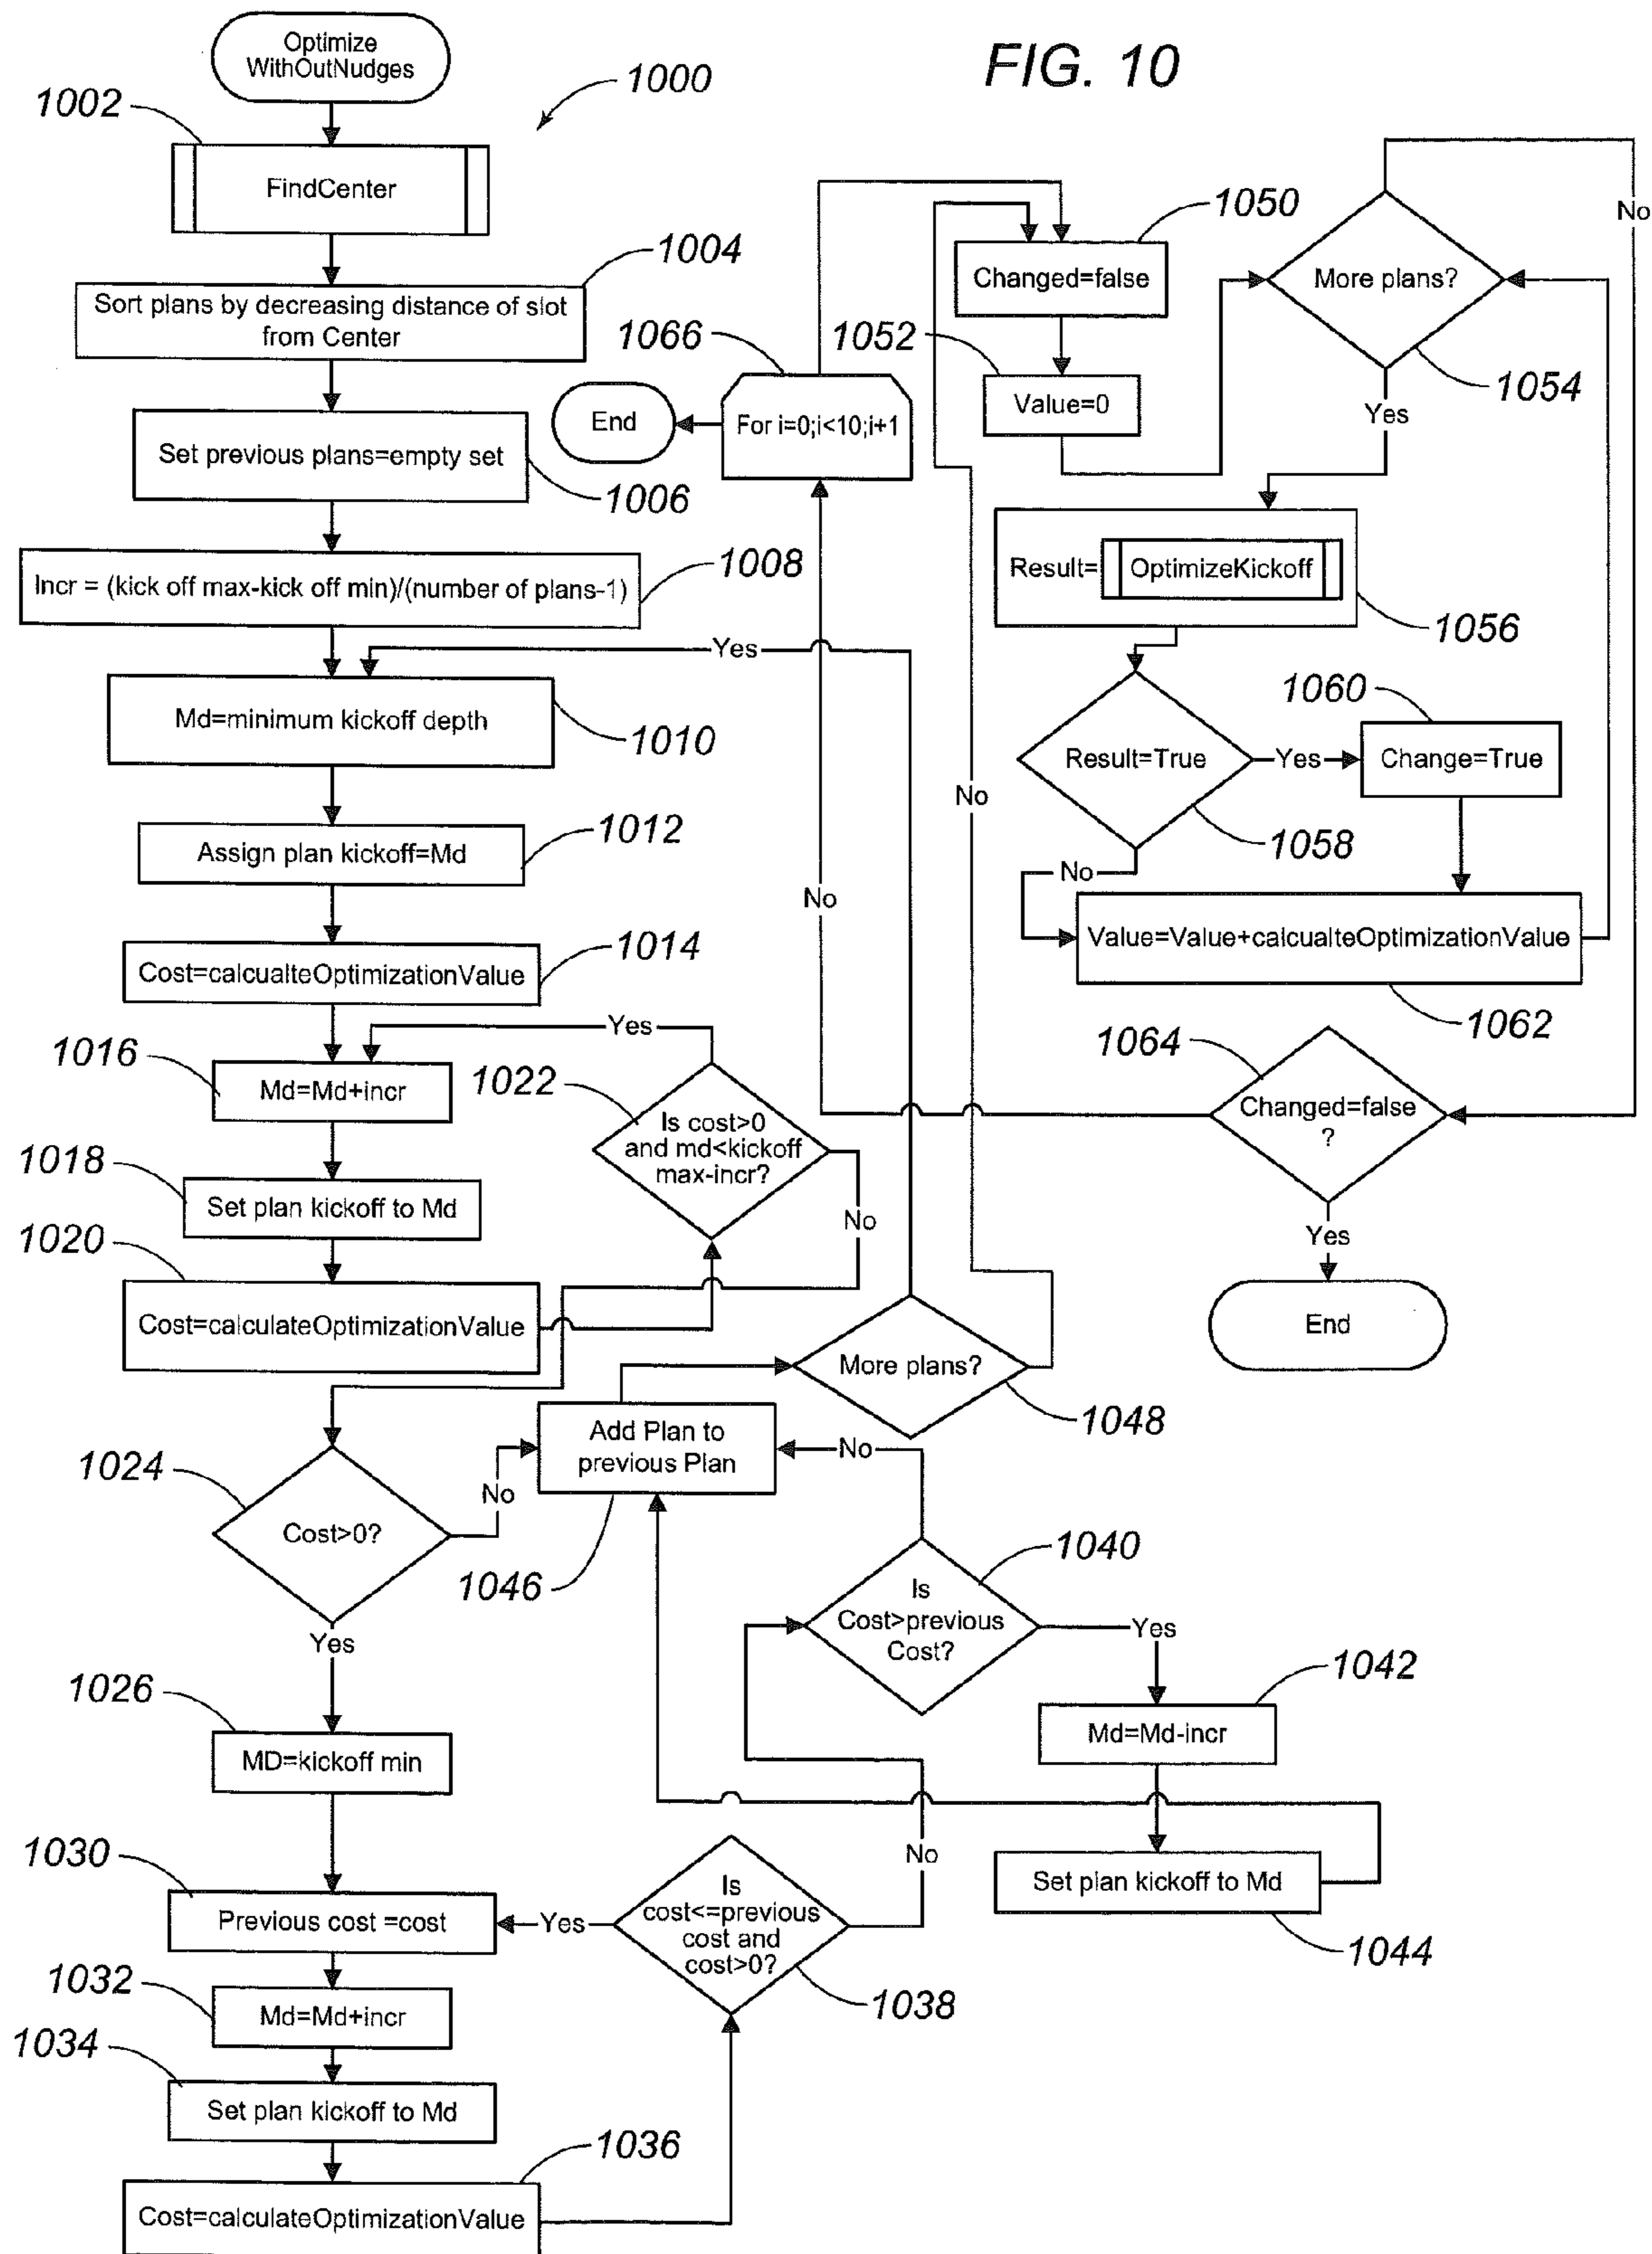 FIG. 10
Optimize
WithOutNudges
1000
1002
FindCenter
1004
Sort plans by decreasing distance of slot
from Center
Set previous plans=empty set
1006
Incr = (kick off max-kick off min)/(number of plans-1)
1008
Yes
Md=minimum kickoff depth
1010
Assign plan kickoff=Md
1012
Cost=calcualteOptimizationValue
1014
1016
Md=Md+incr
Yes
1022
Is cost>0
and md<kickoff
max-incr?
No
1018
Set plan kickoff to Md
1020
Cost=calculateOptimizationValue
1024
Cost>0?
No
Yes
Add Plan to
previous Plan
1046
More plans?
1048
No
1026
MD=kickoff min
1030
Previous cost =cost
1032
Md=Md+incr
1034
Set plan kickoff to Md
1036
Cost=calculateOptimizationValue
Is
cost<=previous
cost and
cost>0?
1038
Yes
No
Is
Cost>previous
Cost?
1040
No
Yes
1042
Md=Md-incr
Set plan kickoff to Md
1044
1050
Changed=false
1052
Value=0
1066
For i=0;i<10;i+1
End
No
More plans?
1054
No
Yes
Result=
OptimizeKickoff
1056
Result=True
1058
Yes
No
1060
Change=True
Value=Value+calcualteOptimizationValue
1062
1064
Changed=false
?
Yes
End